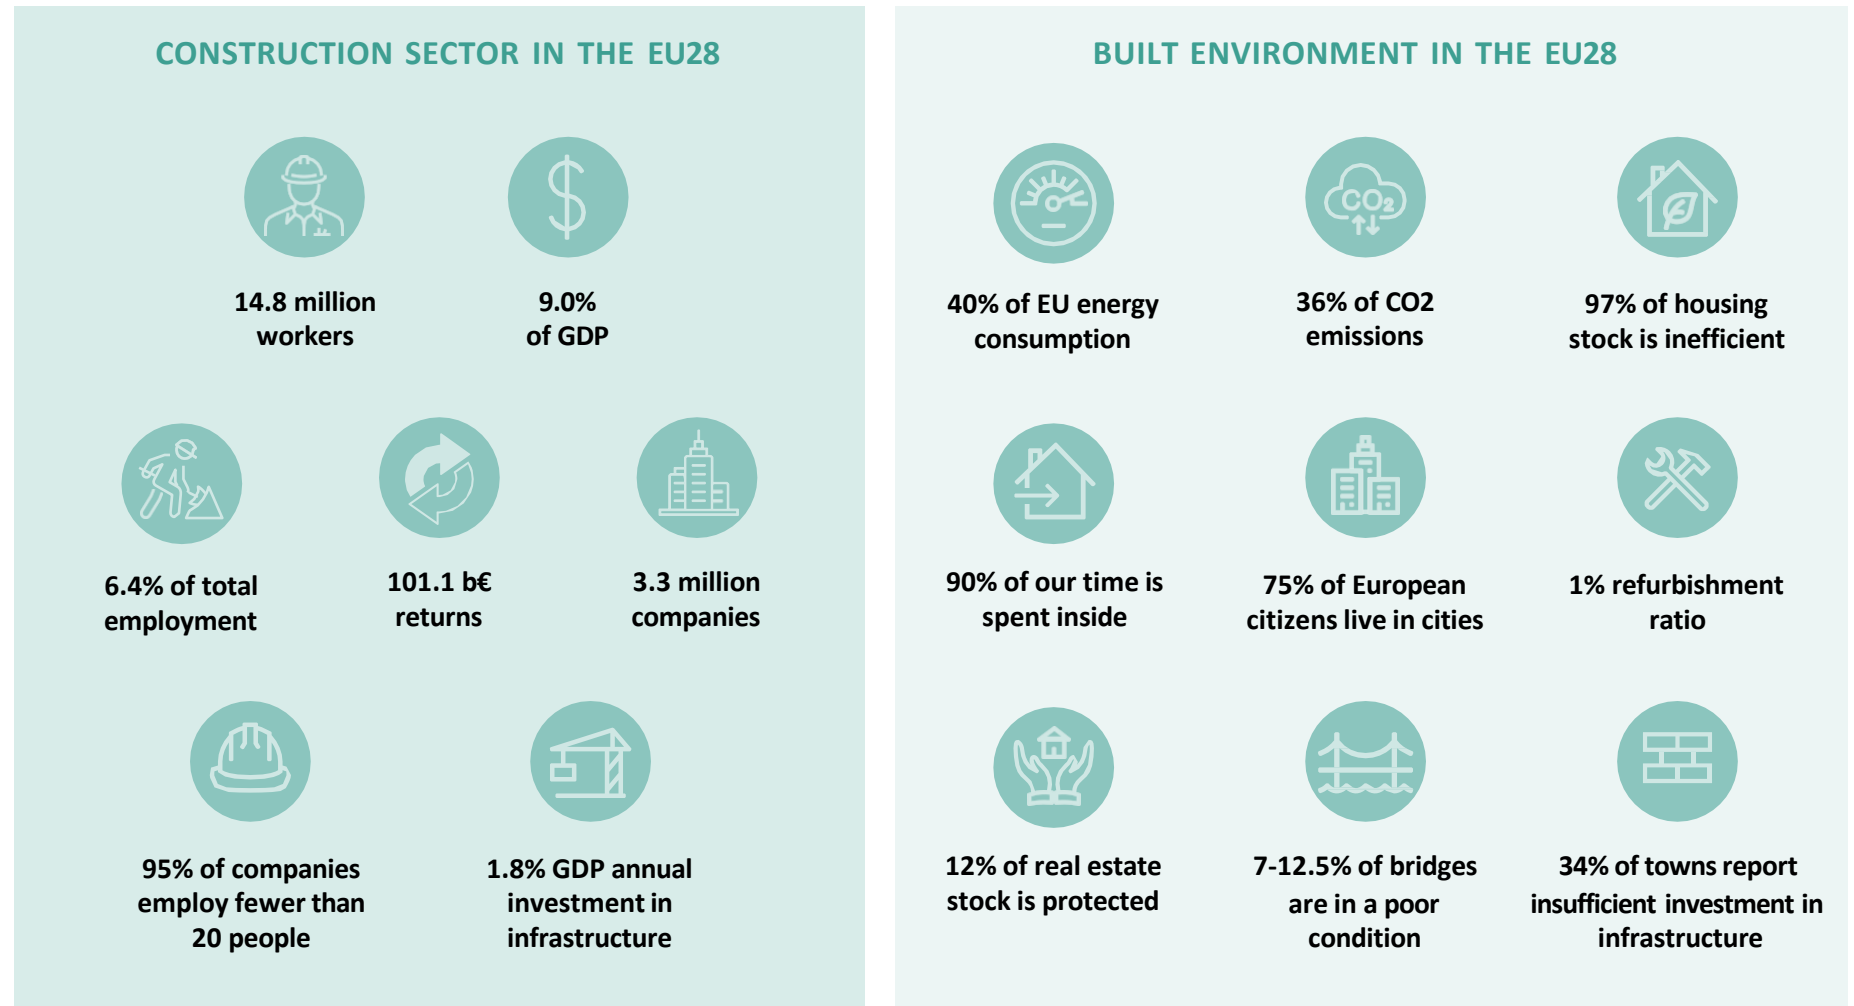 CONSTRUCTION SECTOR IN THE EU28
14.8 million
workers
9.0%
of GDP
6.4% of total
employment
101.1 b€
returns
3.3 million
companies
95% of companies
employ fewer than
20 people
1.8% GDP annual
investment in
infrastructure
BUILT ENVIRONMENT IN THE EU28
40% of EU energy
consumption
CO2
36% of CO2
emissions
97% of housing
stock is inefficient
90% of our time is
spent inside
75% of European
citizens live in cities
1% refurbishment
ratio
12% of real estate
stock is protected
7-12.5% of bridges
are in a poor
condition
34% of towns report
insufficient investment in
infrastructure